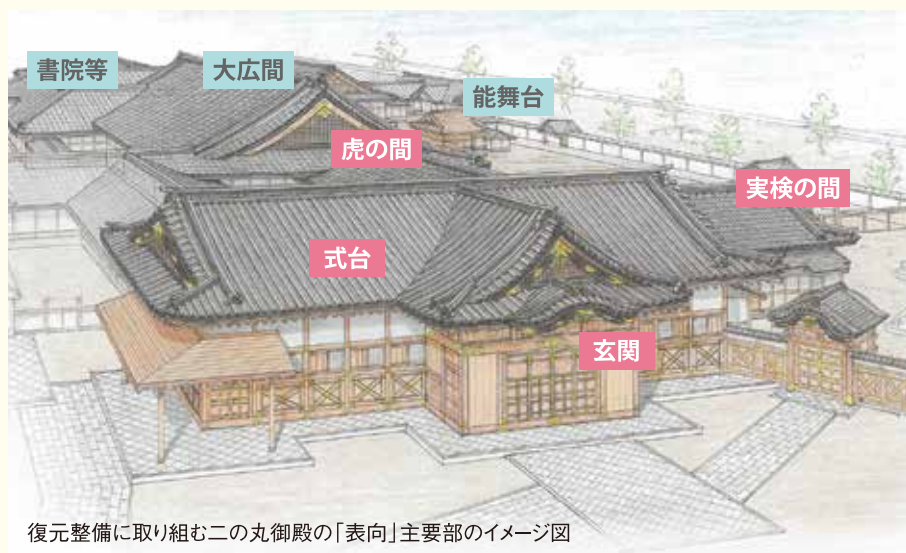 書院等
大広間
能舞台
虎の間
実検の間
式台
玄関
復元整備に取り組む二の丸御殿の「表向」主要部のイメージ図